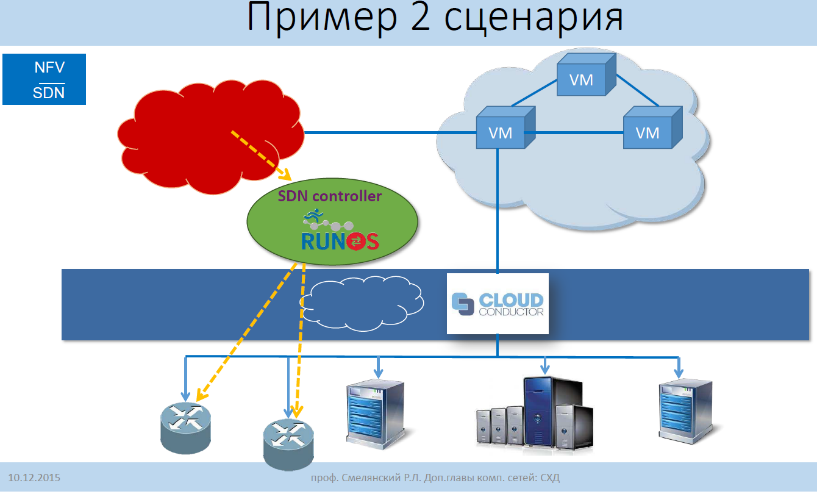 Пример 2 сценария
NFV
SDN
VM
VM
VM
SDN controller
RUNOS
CLOUD
CONDUCTOR
10.12.2015
проф. Смелянский Р.Л. Доп.главы комп. сетей: СХД